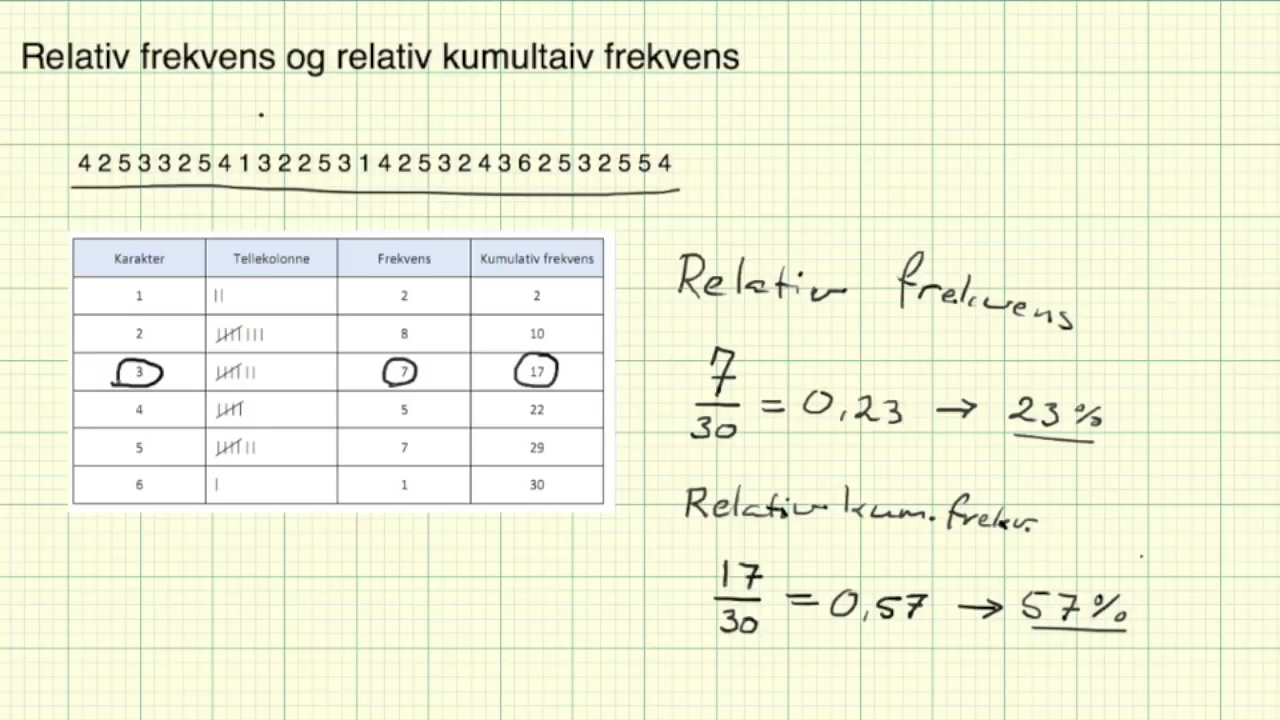 Relativ frekvens og relativ kumultaiv frekvens
4 2 5 3 3 2 5 4 1 3 2 2 5 3 1 4 2 5 3 2 4 3 6 2 5 3 2 5 5 4
Karakter Tellekolonne Frekvens Kumulativ frekvens
1 || 2 2
2 |||| ||| 8 10
3 |||| || 7 17
4 |||| 5 22
5 |||| || 7 29
6 | 1 30
Relativ frekvens
7/30 = 0,23 → 23%
Relativ kum. frekv.
17/30 = 0,57 → 57%